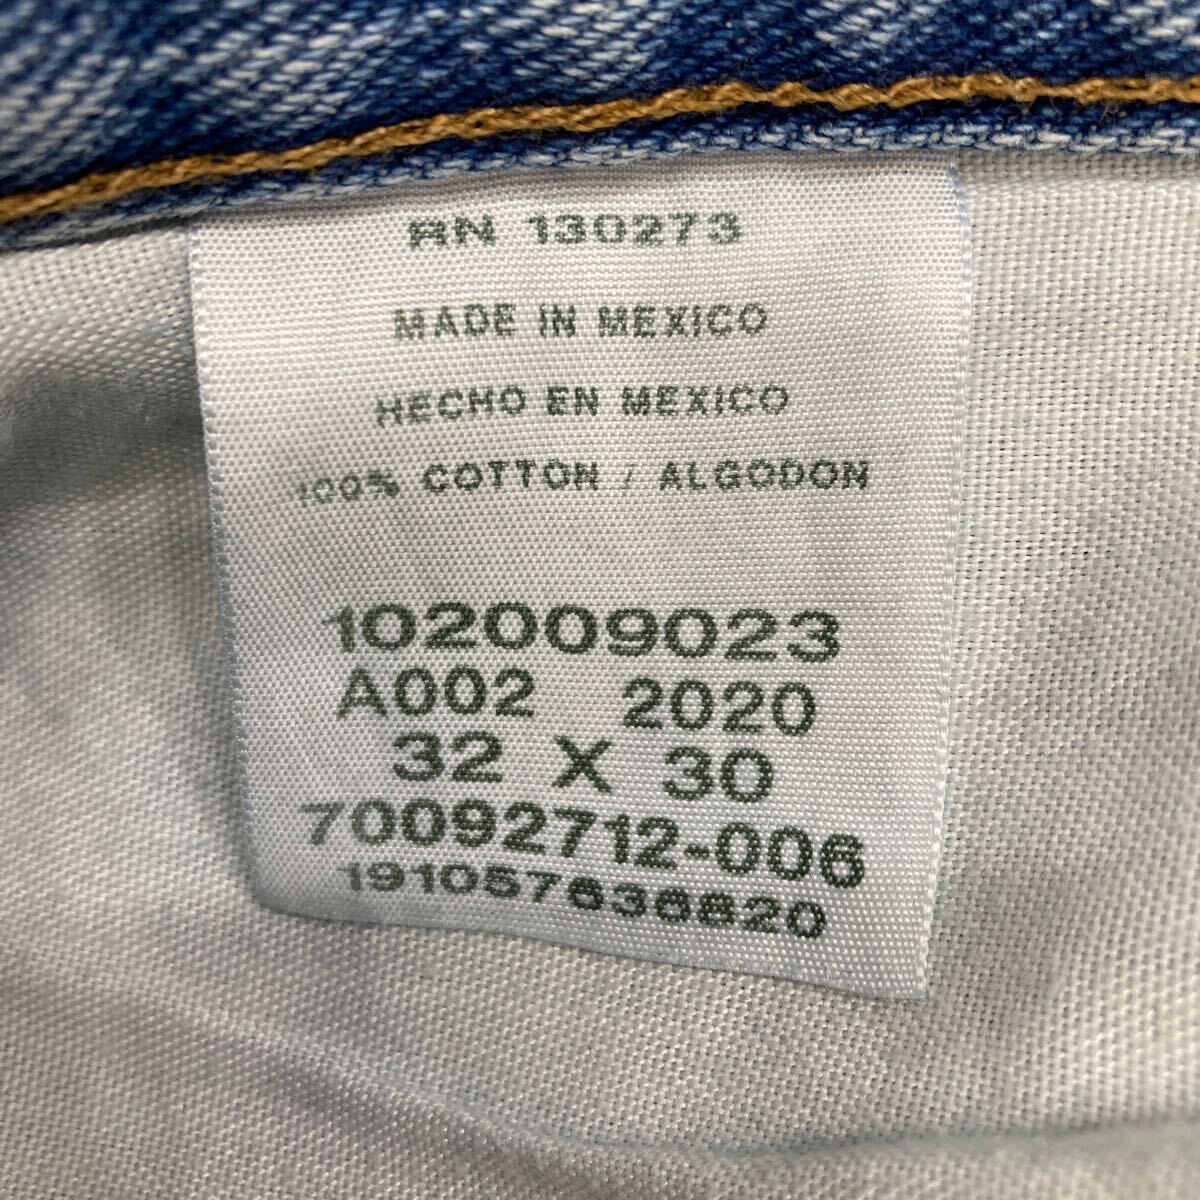 RN 130273
MADE IN MEXICO
HECHO EN MEXICO
100% COTTON / ALGODON
102009023
A002 2020
32 X 30
70092712-006
191057636820